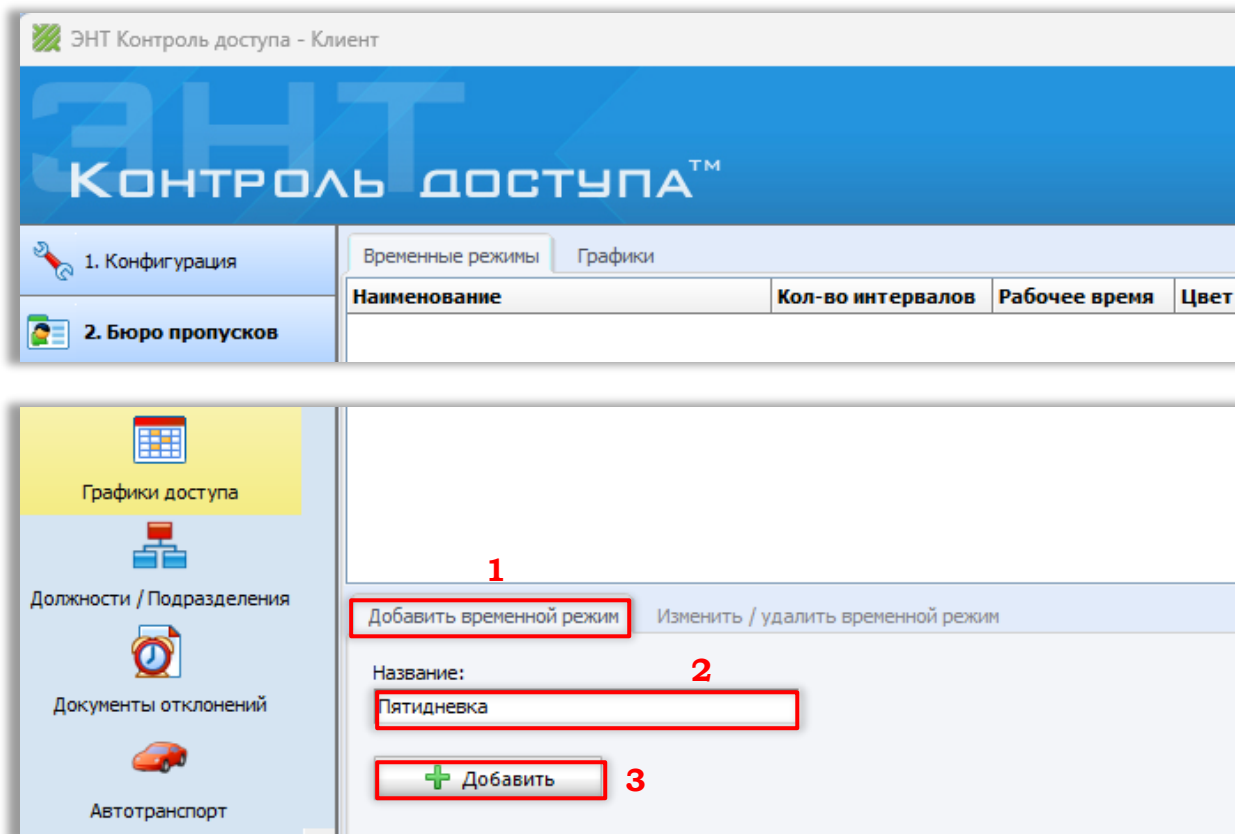 ЭНТ Контроль доступа - Клиент
ЭНТ
Контроль доступа™
1. Конфигурация
2. Бюро пропусков
Временные режимы Графики
Наименование Кол-во интервалов Рабочее время Цвет
Графики доступа
Должности / Подразделения
Документы отклонений
Автотранспорт
1
Добавить временной режим Изменить / удалить временной режим
Название: 2
Пятидневка
Добавить 3